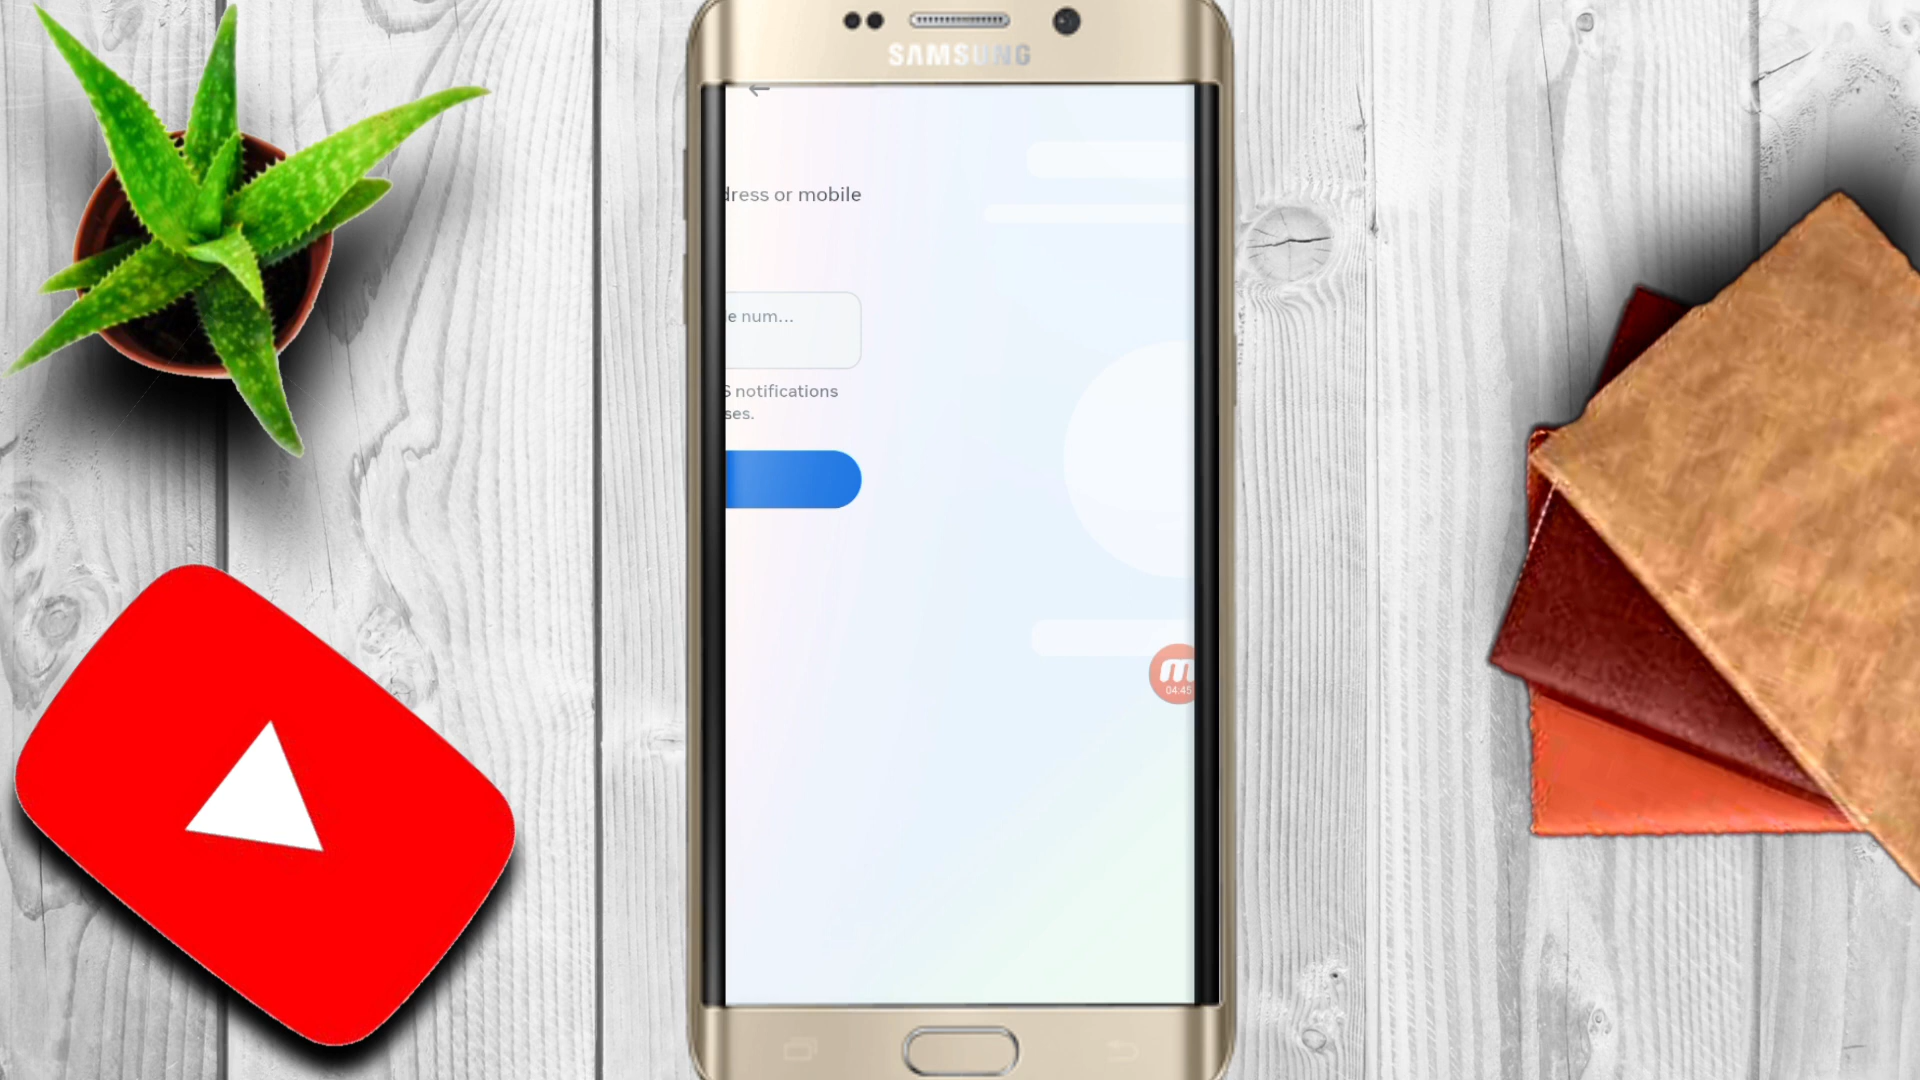 SAMSUNG
dress or mobile
e num...
S notifications
ses.
m
04:45